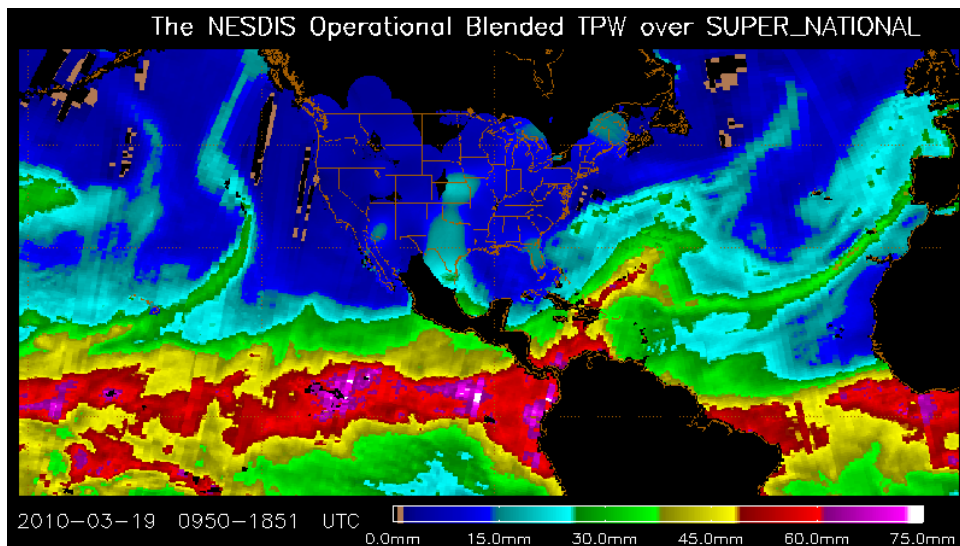 The NESDIS Operational Blended TPW over SUPER_NATIONAL
2010-03-19 0950-1851 UTC
0.0mm 15.0mm 30.0mm 45.0mm 60.0mm 75.0mm